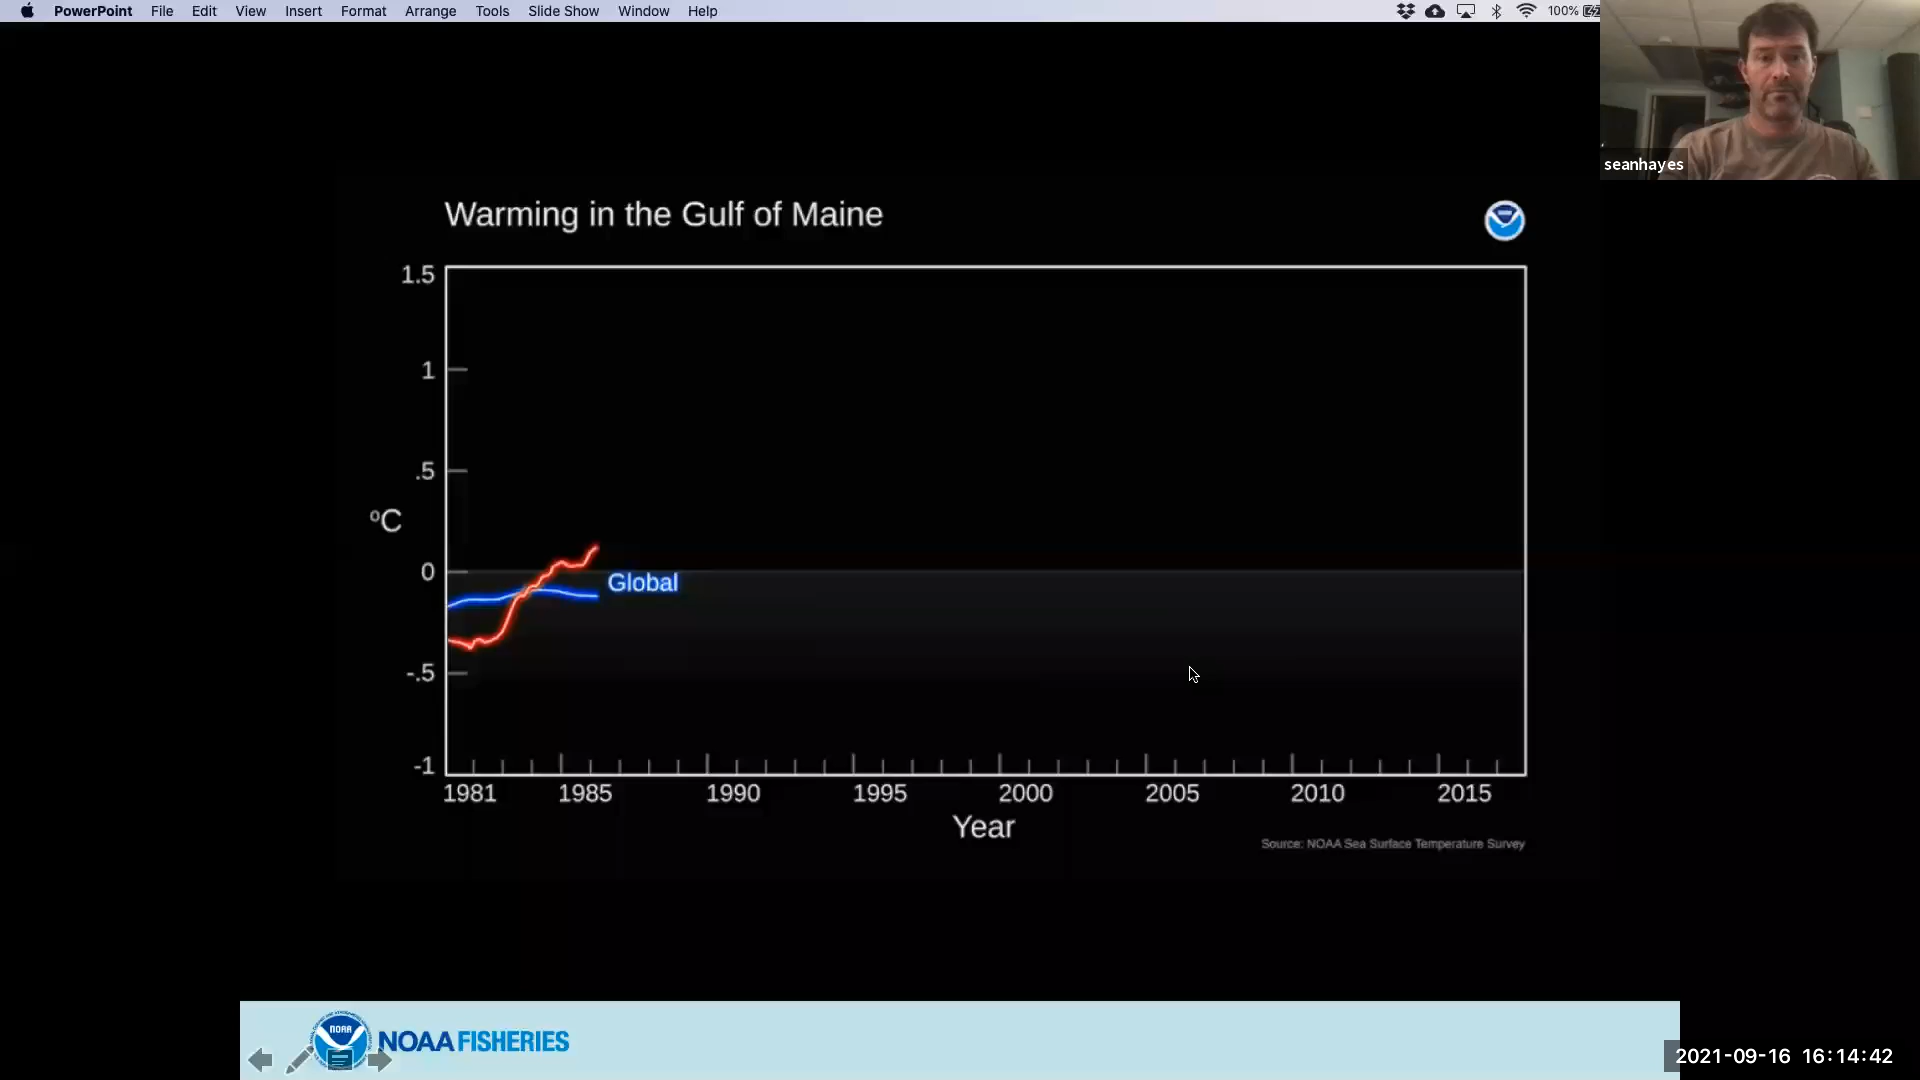 PowerPoint File Edit View Insert Format Arrange Tools Slide Show Window Help 100%
seanhayes
Warming in the Gulf of Maine
1.5
1
.5
ºC
0
Global
-.5
-1
1981 1985 1990 1995 2000 2005 2010 2015
Year
Source: NOAA Sea Surface Temperature Survey
NOAA
NOAA FISHERIES
2021-09-16 16:14:42